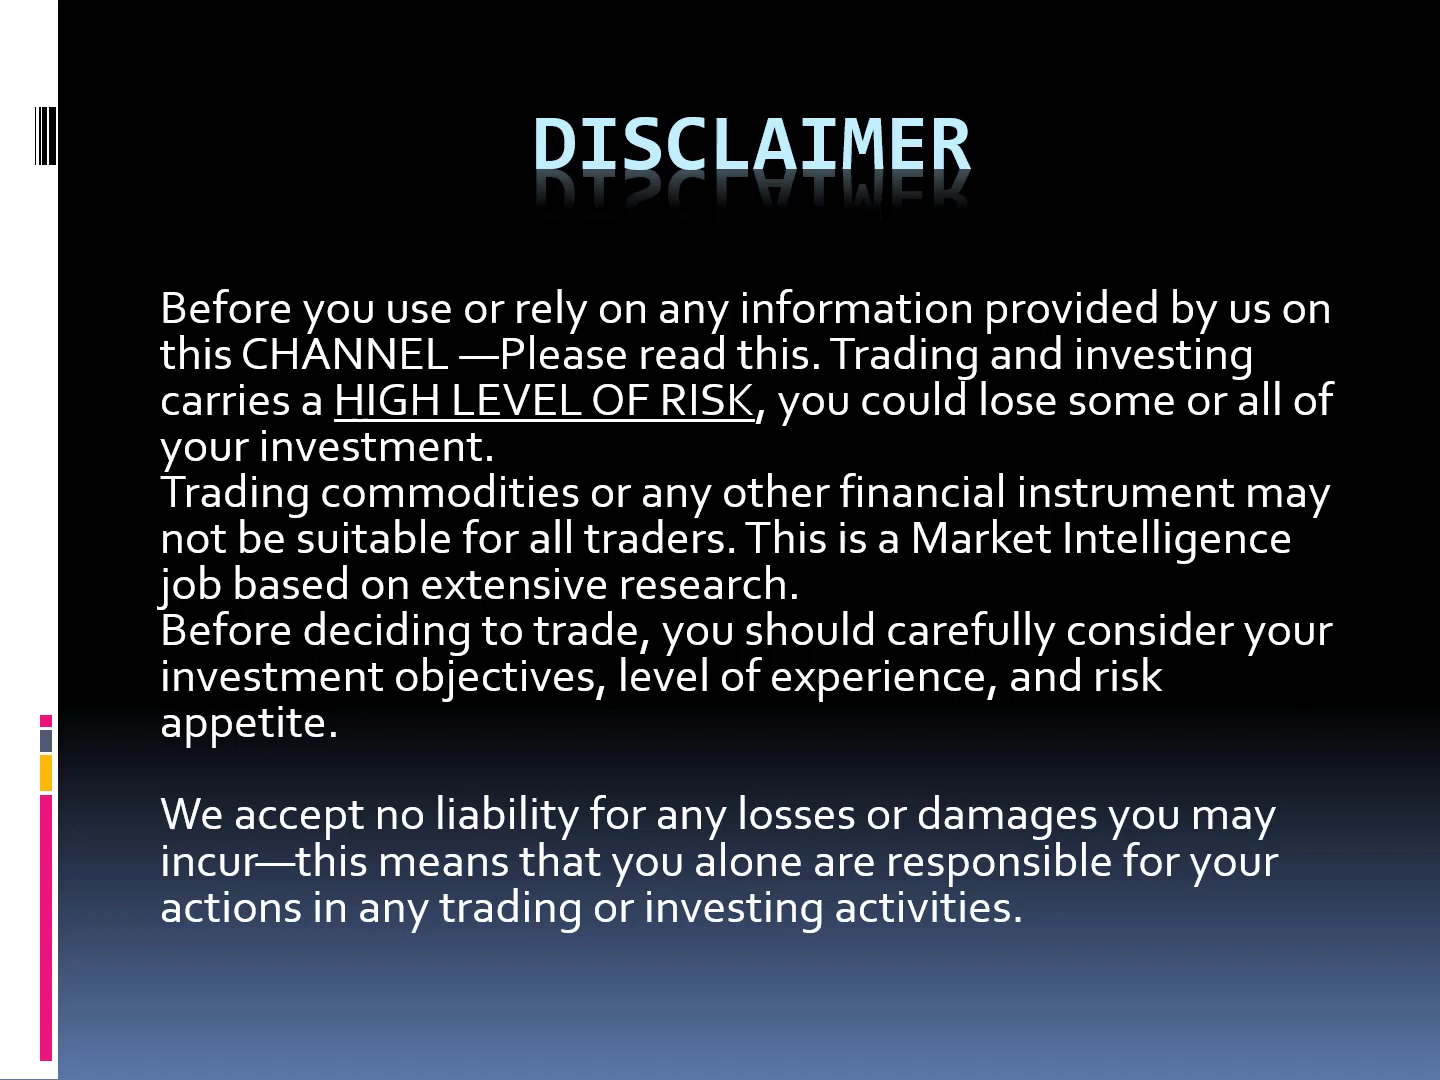 DISCLAIMER
Before you use or rely on any information provided by us on
this CHANNEL —Please read this. Trading and investing
carries a HIGH LEVEL OF RISK, you could lose some or all of
your investment.
Trading commodities or any other financial instrument may
not be suitable for all traders. This is a Market Intelligence
job based on extensive research.
Before deciding to trade, you should carefully consider your
investment objectives, level of experience, and risk
appetite.
We accept no liability for any losses or damages you may
incur—this means that you alone are responsible for your
actions in any trading or investing activities.